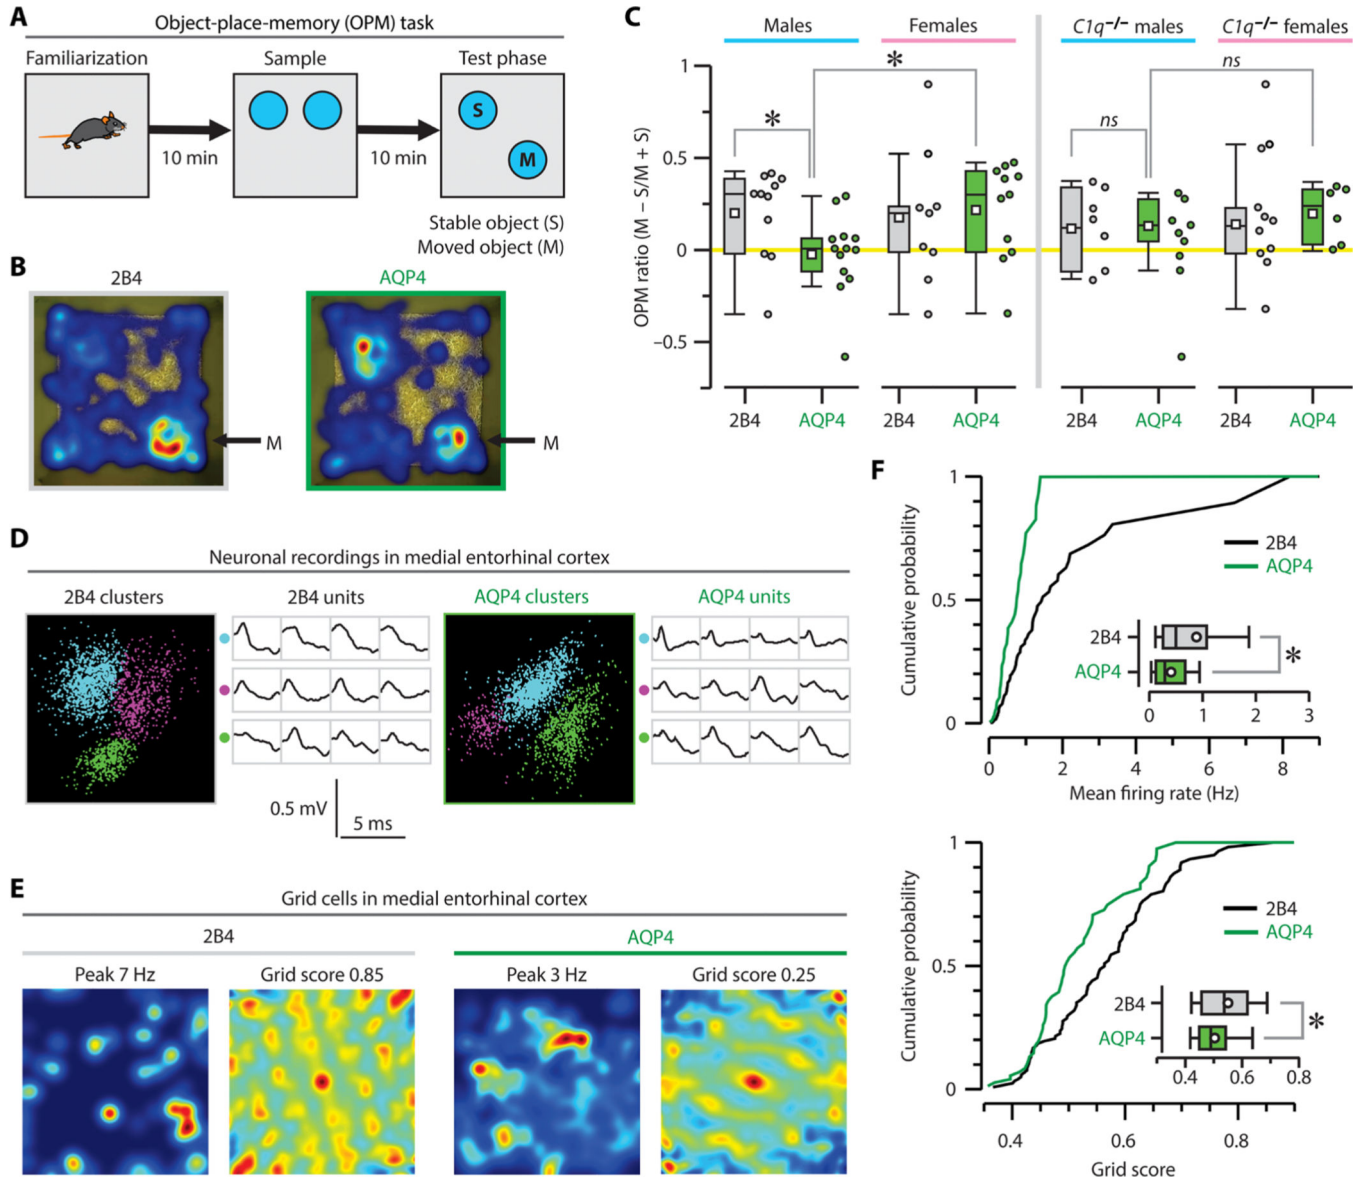 A
Object-place-memory (OPM) task
Familiarization
Sample
Test phase
S
M
10 min
10 min
Stable object (S)
Moved object (M)
B
2B4
AQP4
M
M
C
Males
Females
C1q−/− males
C1q−/− females
OPM ratio (M − S/M + S)
1
0.5
0
−0.5
*
*
ns
ns
2B4
AQP4
2B4
AQP4
2B4
AQP4
2B4
AQP4
D
Neuronal recordings in medial entorhinal cortex
2B4 clusters
2B4 units
AQP4 clusters
AQP4 units
0.5 mV
5 ms
E
Grid cells in medial entorhinal cortex
2B4
AQP4
Peak 7 Hz
Grid score 0.85
Peak 3 Hz
Grid score 0.25
F
Cumulative probability
1
0.5
0
2B4
AQP4
2B4
AQP4
*
0 1 2 3
0 2 4 6 8
Mean firing rate (Hz)
Cumulative probability
1
0.5
0
2B4
AQP4
2B4
AQP4
*
0.4 0.6 0.8
0.4 0.6 0.8
Grid score